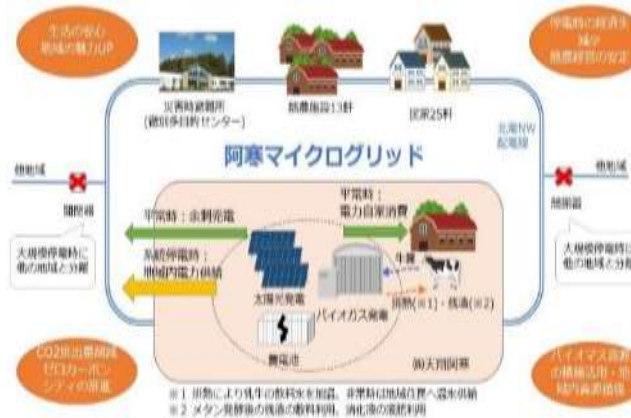 生活の安心
地域の魅力UP
停電時の経済失
減少
酪農経営の安定
災害時避難所
(徹別多目的センター)
酪農施設13軒
民家25軒
北電NW
配電線
阿寒マイクログリッド
他地域
他地域
開閉器
開閉器
大規模停電時に
他の地域と分離
大規模停電時に
他の地域と分離
平常時：余剰売電
平常時：
電力自家消費
系統停電時：
地域内電力供給
太陽光発電
バイオガス発電
蓄電池
生糞
排熱(※1)・残渣(※2)
㈱天翔阿寒
CO2排出量削減
ゼロカーボン
シティの推進
バイオマス資源
の積極活用・地
域内資源循環
※1 排熱により乳牛の飲料水を加温、非常時は地域住民へ温水供給
※2 メタン発酵後の残渣の敷料利用、消化液の液肥利用